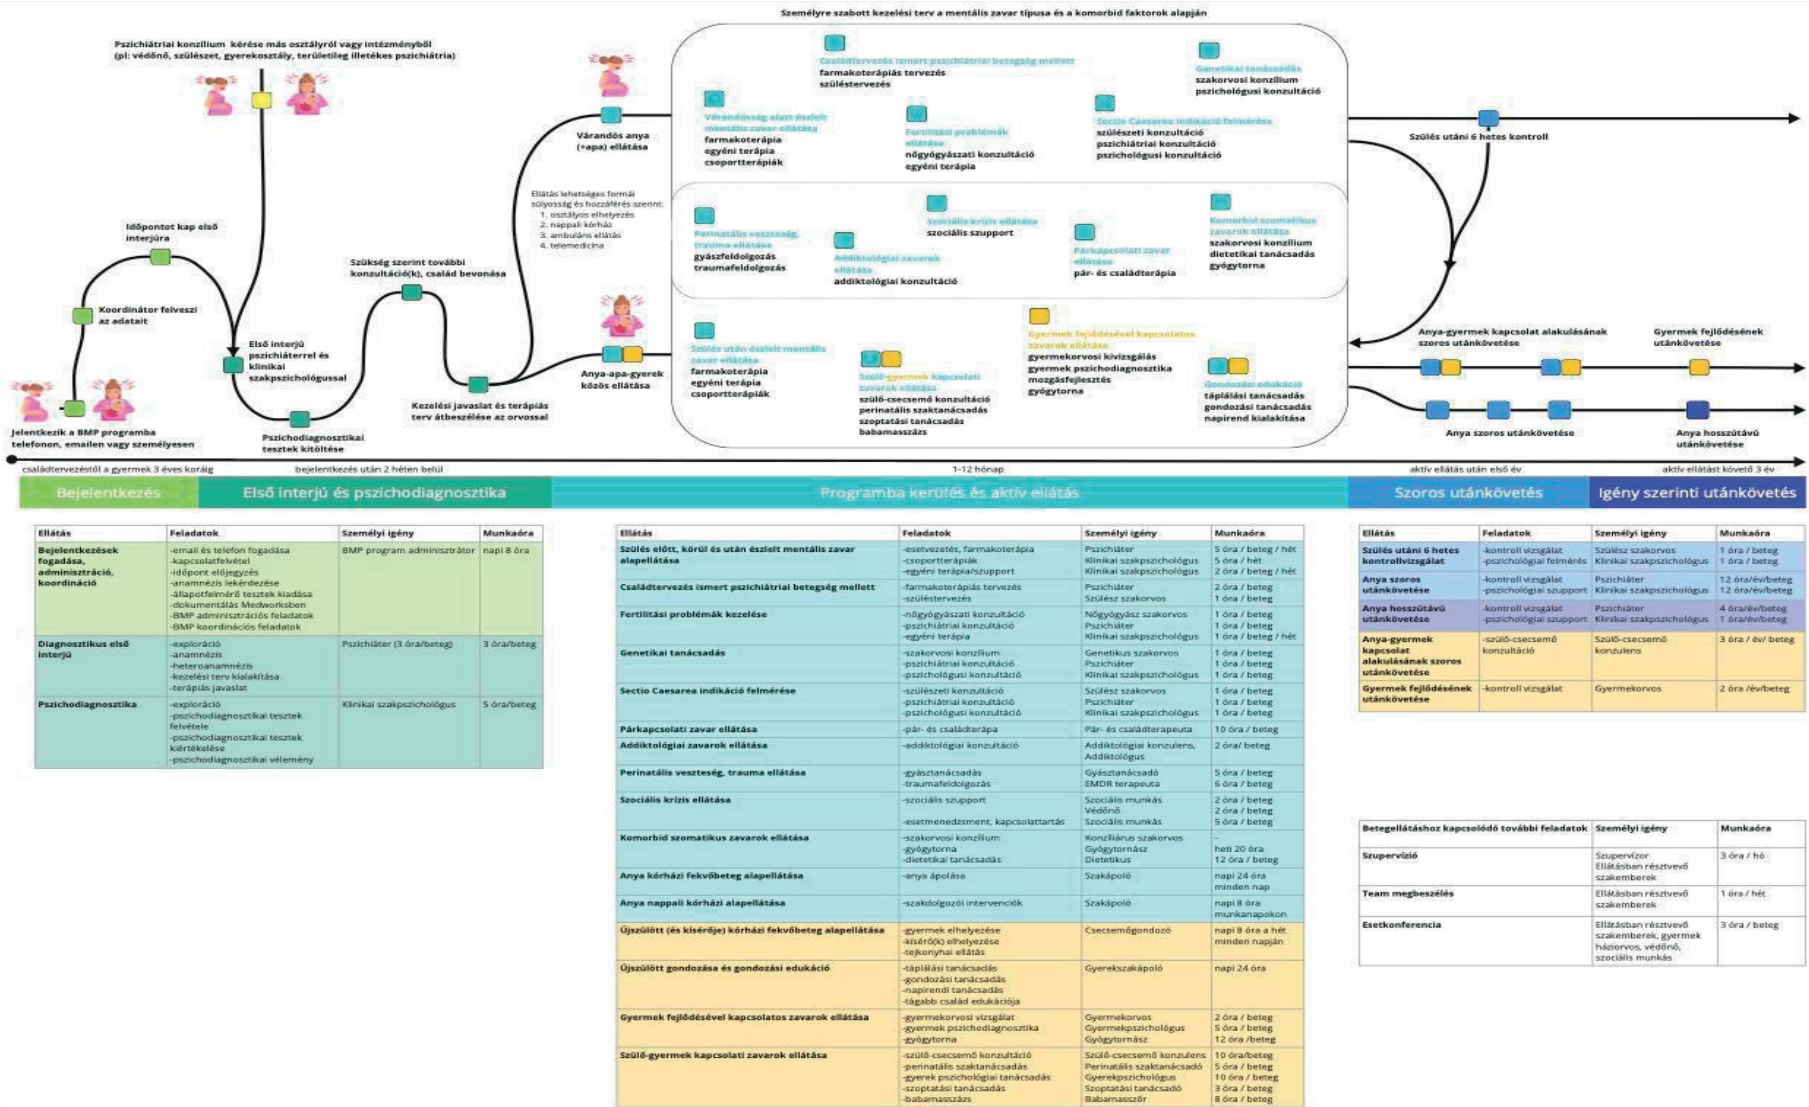 Személyre szabott kezelési terv a mentális zavar típusa és a komorbid faktorok alapján
Pszichiátriai konzílium kérése más osztályról vagy intézményből
(pl: védőnő, szülészet, gyerekosztály, területileg illetékes pszichiátria)
Időpontot kap első
interjúra
Koordinátor felveszi
az adatait
Jelentkezik a BMP programba
telefonon, emailen vagy személyesen
Első interjú
pszichiáterrel és
klinikai
szakpszichológussal
Pszichodiagnosztikai
tesztek kitöltése
Szükség szerint további
konzultáció(k), család bevonása
Kezelési javaslat és terápiás
terv átbeszélése az orvossal
Várandós anya
(+apa) ellátása
Ellátás lehetséges formái
súlyosság és hozzáférés szerint:
1. osztályos elhelyezés
2. nappali kórház
3. ambuláns ellátás
4. telemedicina
Anya-apa-gyerek
közös ellátása
Családtervezés ismert pszichiátriai betegség mellett
farmakoterápiás tervezés
szüléstervezés
Genetikai tanácsadás
szakorvosi konzílium
pszichológusi konzultáció
Várandósság alatt észlelt
mentális zavar ellátása
farmakoterápia
egyéni terápia
csoportterápiák
Fertilitási problémák
ellátása
nőgyógyászati konzultáció
egyéni terápia
Sectio Caesarea indikáció felmérése
szülészeti konzultáció
pszichiátriai konzultáció
pszichológusi konzultáció
Perinatális veszteség,
trauma ellátása
gyászfeldolgozás
traumafeldolgozás
Addiktológiai zavarok
ellátása
addiktológiai konzultáció
Szociális krízis ellátása
szociális szupport
Párkapcsolati zavar
ellátása
pár- és családterápia
Komorbid szomatikus
zavarok ellátása
szakorvosi konzílium
dietetikai tanácsadás
gyógytorna
Szülés után észlelt mentális
zavar ellátása
farmakoterápia
egyéni terápia
csoportterápiák
Szülő-gyermek kapcsolati
zavarok ellátása
szülő-csecsemő konzultáció
perinatális szaktanácsadás
szoptatási tanácsadás
babamasszázs
Gyermek fejlődésével kapcsolatos
zavarok ellátása
gyermekorvosi kivizsgálás
gyermek pszichodiagnosztika
mozgásfejlesztés
gyógytorna
Gondozási edukáció
táplálási tanácsadás
gondozási tanácsadás
napirend kialakítása
Szülés utáni 6 hetes kontroll
Anya-gyermek kapcsolat alakulásának
szoros utánkövetése
Gyermek fejlődésének
utánkövetése
Anya szoros utánkövetése
Anya hosszútávú
utánkövetése
családtervezéstől a gyermek 3 éves koráig
bejelentkezés után 2 héten belül
1-12 hónap
aktív ellátás után első év
aktív ellátást követő 3 év
Bejelentkezés
Első interjú és pszichodiagnosztika
Programba kerülés és aktív ellátás
Szoros utánkövetés
Igény szerinti utánkövetés
Ellátás Feladatok Személyi igény Munkaóra
Bejelentkezések -email és telefon fogadása BMP program adminisztrátor napi 8 óra
fogadása, -kapcsolatfelvétel
adminisztráció, -időpont előjegyzés
koordináció -anamnézis lekérdezése
-állapotfelmérő tesztek kiadása
-dokumentálás Medworksben
-BMP adminisztrációs feladatok
-BMP koordinációs feladatok
Diagnosztikus első -exploráció Pszichiáter (3 óra/beteg) 3 óra/beteg
interjú -anamnézis
-heteroanamnézis
-kezelési terv kialakítása
-terápiás javaslat
Pszichodiagnosztika -exploráció Klinikai szakpszichológus 5 óra/beteg
-pszichodiagnosztikai tesztek
felvétele
-pszichodiagnosztikai tesztek
kiértékelése
-pszichodiagnosztikai vélemény
Ellátás Feladatok Személyi igény Munkaóra
Szülés előtt, körül és után észlelt mentális zavar -esetvezetés, farmakoterápia Pszichiáter 5 óra / beteg / hét
alapellátása -csoportterápiák Klinikai szakpszichológus 5 óra / hét
-egyéni terápia/szupport Klinikai szakpszichológus 2 óra / beteg / hét
Családtervezés ismert pszichiátriai betegség mellett -farmakoterápiás tervezés Pszichiáter 2 óra / beteg
-szüléstervezés Szülész szakorvos 1 óra / beteg
Fertilitási problémák kezelése -nőgyógyászati konzultáció Nőgyógyász szakorvos 1 óra / beteg
-pszichiátriai konzultáció Pszichiáter 1 óra / beteg
-egyéni terápia Klinikai szakpszichológus 1 óra / beteg / hét
Genetikai tanácsadás -szakorvosi konzílium Genetikus szakorvos 1 óra / beteg
-pszichiátriai konzultáció Pszichiáter 1 óra / beteg
-pszichológusi konzultáció Klinikai szakpszichológus 1 óra / beteg
Sectio Caesarea indikáció felmérése -szülészeti konzultáció Szülész szakorvos 1 óra / beteg
-pszichiátriai konzultáció Pszichiáter 1 óra / beteg
-pszichológusi konzultáció Klinikai szakpszichológus 1 óra / beteg
Párkapcsolati zavar ellátása -pár- és családterápa Pár- és családterapeuta 10 óra / beteg
Addiktológiai zavarok ellátása -addiktológiai konzultáció Addiktológiai konzulens, 2 óra/ beteg
Addiktológus
Perinatális veszteség, trauma ellátása -gyásztanácsadás Gyásztanácsadó 5 óra / beteg
-traumafeldolgozás EMDR terapeuta 6 óra / beteg
Szociális krízis ellátása -szociális szupport Szociális munkás 2 óra / beteg
Védőnő 2 óra / beteg
-esetmenedzsment, kapcsolattartás Szociális munkás 5 óra / beteg
Komorbid szomatikus zavarok ellátása -szakorvosi konzílium Konzíliárus szakorvos -
-gyógytorna Gyógytornász heti 20 óra
-dietetikai tanácsadás Dietetikus 12 óra / beteg
Anya kórházi fekvőbeteg alapellátása -anya ápolása Szakápoló napi 24 óra
minden nap
Anya nappali kórházi alapellátása -szakdolgozói intervenciók Szakápoló napi 8 óra
munkanapokon
Újszülött (és kísérője) kórházi fekvőbeteg alapellátása -gyermek elhelyezése Csecsemőgondozó napi 8 óra a hét
-kísérő(k) elhelyezése minden napján
-tejkonyhai ellátás
Újszülött gondozása és gondozási edukáció -táplálási tanácsadás Gyerekszakápoló napi 24 óra
-gondozási tanácsadás
-napirendi tanácsadás
-tágabb család edukációja
Gyermek fejlődésével kapcsolatos zavarok ellátása -gyermekorvosi vizsgálat Gyermekorvos 2 óra / beteg
-gyermek pszichodiagnosztika Gyermekpszichológus 5 óra / beteg
-gyógytorna Gyógytornász 12 óra /beteg
Szülő-gyermek kapcsolati zavarok ellátása -szülő-csecsemő konzultáció Szülő-csecsemő konzulens 10 óra/beteg
-perinatális szaktanácsadás Perinatális szaktanácsadó 5 óra / beteg
-gyerek pszichológiai tanácsadás Gyerekpszichológus 10 óra / beteg
-szoptatási tanácsadás Szoptatási tanácsadó 3 óra / beteg
-babamasszázs Babamasszőr 8 óra / beteg
Ellátás Feladatok Személyi igény Munkaóra
Szülés utáni 6 hetes -kontroll vizsgálat Szülész szakorvos 1 óra / beteg
kontrollvizsgálat -pszichológiai felmérés Klinikai szakpszichológus 1 óra / beteg
Anya szoros -kontroll vizsgálat Pszichiáter 12 óra/év/beteg
utánkövetése -pszichológiai szupport Klinikai szakpszichológus 12 óra/év/beteg
Anya hosszútávú -kontroll vizsgálat Pszichiáter 4 óra/év/beteg
utánkövetése -pszichológiai szupport Klinikai szakpszichológus 1 óra/év/beteg
Anya-gyermek -szülő-csecsemő Szülő-csecsemő 3 óra / év/ beteg
kapcsolat konzultáció konzulens
alakulásának szoros
utánkövetése
Gyermek fejlődésének -kontroll vizsgálat Gyermekorvos 2 óra /év/beteg
utánkövetése
Betegellátáshoz kapcsolódó további feladatok Személyi igény Munkaóra
Szupervízió Szupervízor 3 óra / hó
Ellátásban résztvevő
szakemberek
Team megbeszélés Ellátásban résztvevő 1 óra / hét
szakemberek
Esetkonferencia Ellátásban résztvevő 3 óra / beteg
szakemberek, gyermek
háziorvos, védőnő,
szociális munkás